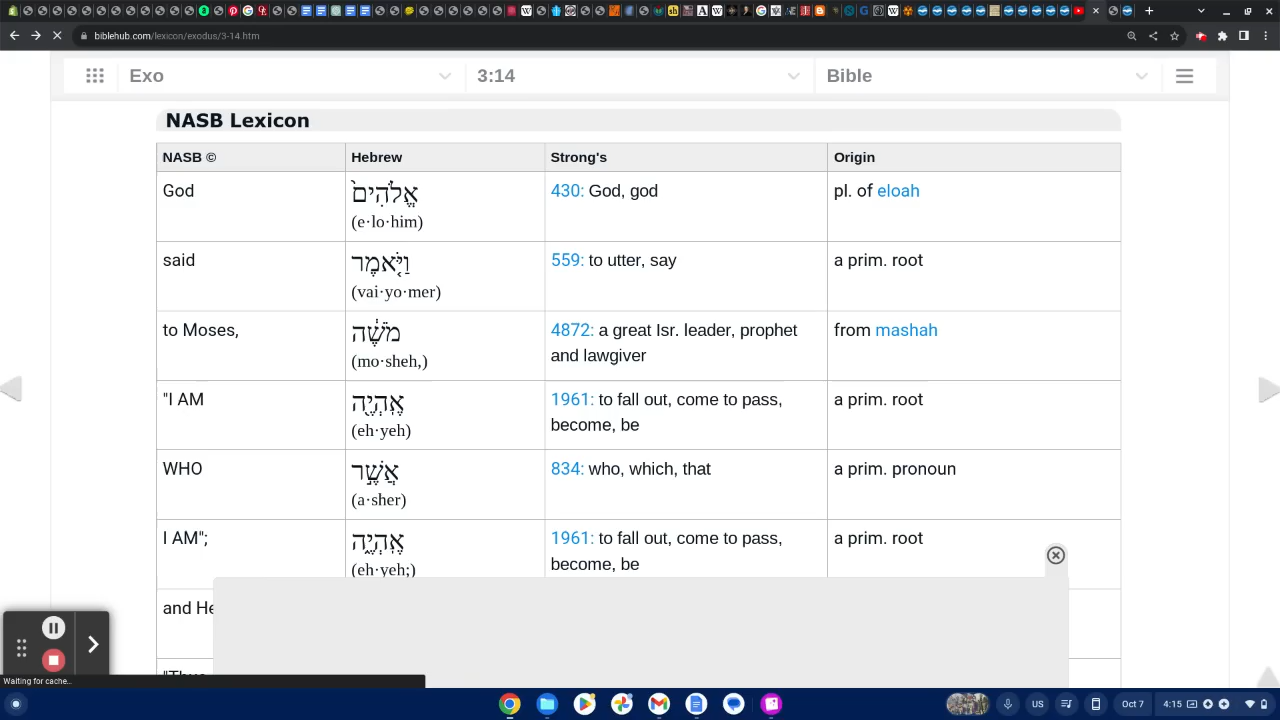 biblehub.com/lexicon/exodus/3-14.htm
Exo 3:14 Bible
NASB Lexicon
NASB © Hebrew Strong's Origin
God אֱלֹהִים֙ 430: God, god pl. of eloah
(e·lo·him)
said וַיֹּ֤אמֶר 559: to utter, say a prim. root
(vai·yo·mer)
to Moses, מֹשֶׁ֔ה 4872: a great Isr. leader, prophet from mashah
(mo·sheh,) and lawgiver
"I AM אֶֽהְיֶ֖ה 1961: to fall out, come to pass, a prim. root
(eh·yeh) become, be
WHO אֲשֶׁ֣ר 834: who, which, that a prim. pronoun
(a·sher)
I AM"; אֶֽהְיֶ֑ה 1961: to fall out, come to pass, a prim. root
(eh·yeh;) become, be
and He
"Thus
Waiting for cache...
US Oct 7 4:15